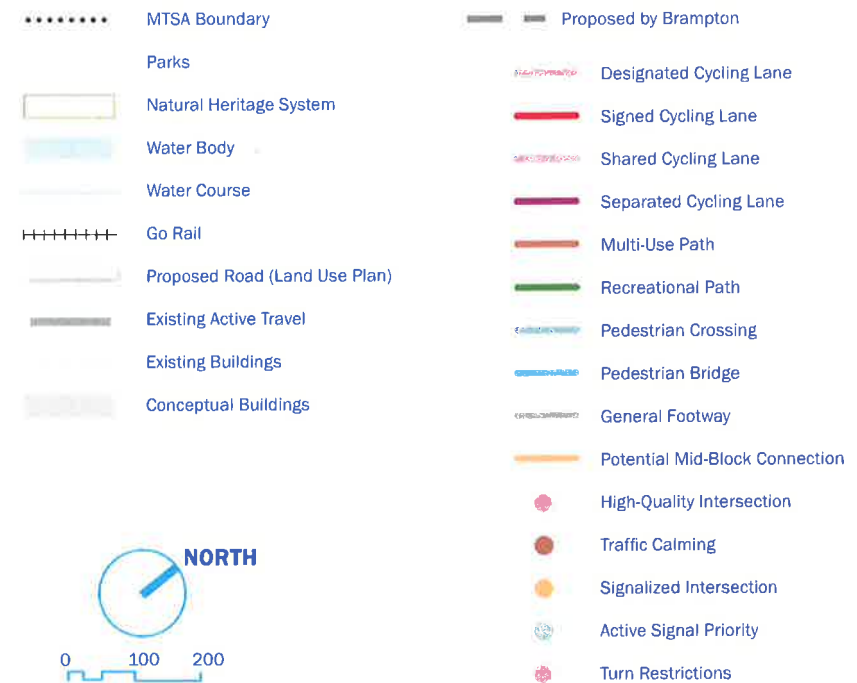 MTSA Boundary
Parks
Natural Heritage System
Water Body
Water Course
Go Rail
Proposed Road (Land Use Plan)
Existing Active Travel
Existing Buildings
Conceptual Buildings
NORTH
0 100 200
Proposed by Brampton
Designated Cycling Lane
Signed Cycling Lane
Shared Cycling Lane
Separated Cycling Lane
Multi-Use Path
Recreational Path
Pedestrian Crossing
Pedestrian Bridge
General Footway
Potential Mid-Block Connection
High-Quality Intersection
Traffic Calming
Signalized Intersection
Active Signal Priority
Turn Restrictions